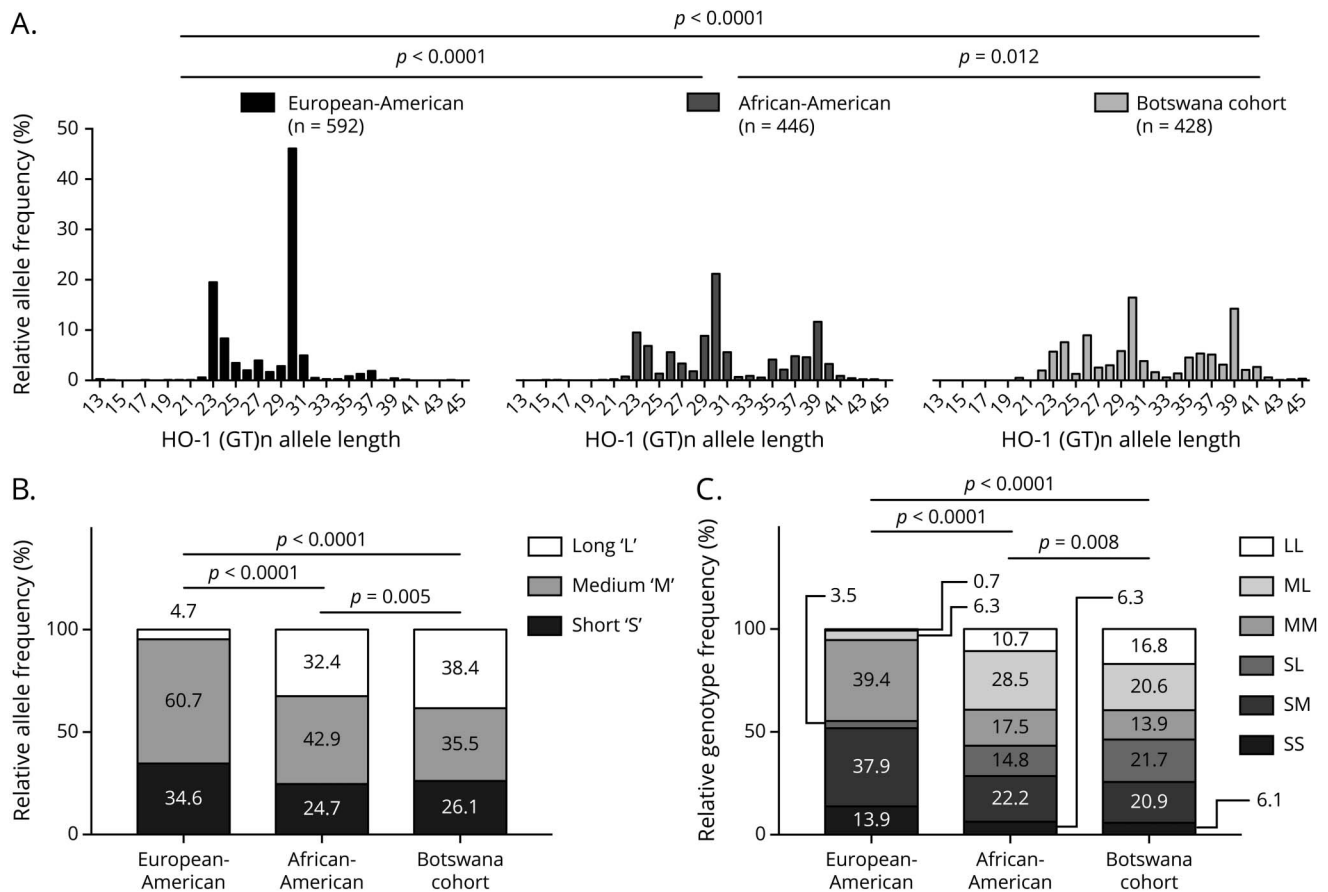 A.
p < 0.0001
p < 0.0001
p = 0.012
European-American
(n = 592)
African-American
(n = 446)
Botswana cohort
(n = 428)
Relative allele frequency (%)
50
40
30
20
10
0
13 15 17 19 21 23 25 27 29 31 33 35 37 39 41 43 45
13 15 17 19 21 23 25 27 29 31 33 35 37 39 41 43 45
13 15 17 19 21 23 25 27 29 31 33 35 37 39 41 43 45
HO-1 (GT)n allele length
HO-1 (GT)n allele length
HO-1 (GT)n allele length
B.
p < 0.0001
p < 0.0001
p = 0.005
Long ‘L’
Medium ‘M’
Short ‘S’
Relative allele frequency (%)
100
50
0
4.7
60.7
34.6
32.4
42.9
24.7
38.4
35.5
26.1
European-
American
African-
American
Botswana
cohort
C.
p < 0.0001
p < 0.0001
p = 0.008
LL
ML
MM
SL
SM
SS
Relative genotype frequency (%)
100
50
0
3.5
0.7
6.3
6.3
39.4
37.9
13.9
10.7
28.5
17.5
14.8
22.2
16.8
20.6
13.9
21.7
20.9
6.1
European-
American
African-
American
Botswana
cohort